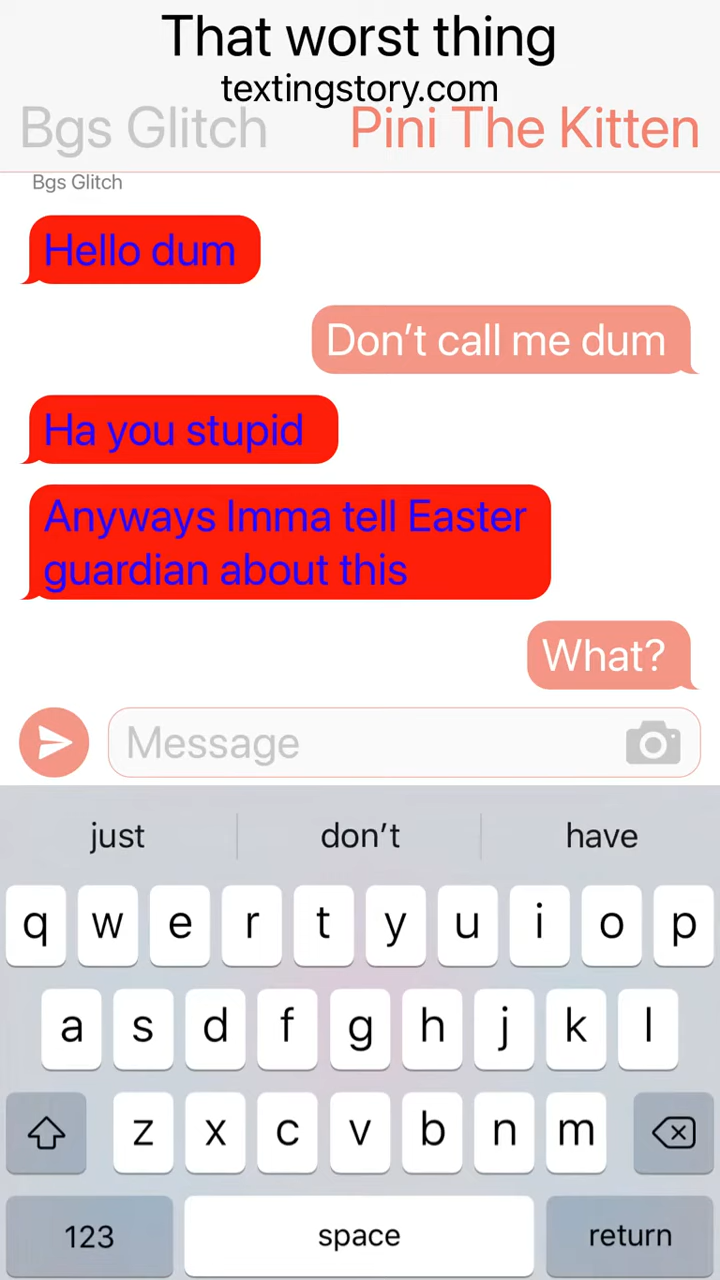 That worst thing
textingstory.com
Bgs Glitch Pini The Kitten
Bgs Glitch
Hello dum
Don’t call me dum
Ha you stupid
Anyways Imma tell Easter
guardian about this
What?
Message
just don’t have
q w e r t y u i o p
a s d f g h j k l
z x c v b n m
123 space return